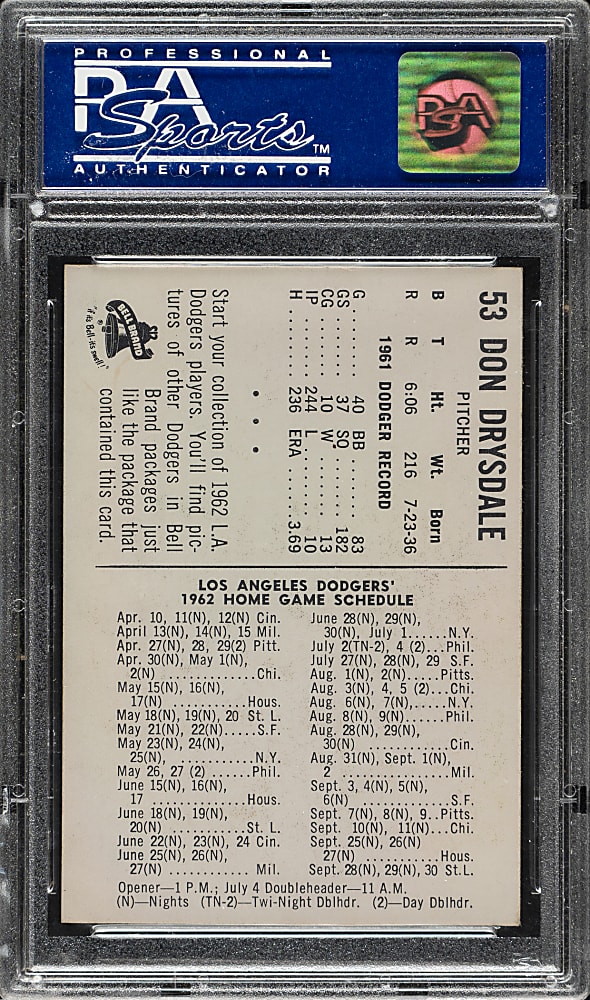 PROFESSIONAL
PSA
Sports™
AUTHENTICATOR
PSA
53 DON DRYSDALE
PITCHER
B T Ht. Wt. Born
R R 6:06 216 7-23-36
1961 DODGER RECORD
G ......... 40 BB ......... 83
GS ........ 37 SO ......... 182
CG ........ 10 W .......... 13
IP ........ 244 L .......... 10
H ......... 236 ERA ........ 3.69
• • •
Start your collection of 1962 L.A.
Dodgers players. You'll find pic-
tures of other Dodgers in Bell
Brand packages just
like the package that
contained this card.
BELL BRAND
®
"if it's Bell-it's swell!"
LOS ANGELES DODGERS'
1962 HOME GAME SCHEDULE
Apr. 10, 11(N), 12(N) Cin.
April 13(N), 14(N), 15 Mil.
Apr. 27(N), 28, 29(2) Pitt.
Apr. 30(N), May 1(N),
2(N) .............Chi.
May 15(N), 16(N),
17(N) ............Hous.
May 18(N), 19(N), 20 St. L.
May 21(N), 22(N).....S.F.
May 23(N), 24(N),
25(N), ............N.Y.
May 26, 27 (2) ......Phil.
June 15(N), 16(N),
17 .............Hous.
June 18(N), 19(N),
20(N) ...........St. L.
June 22(N), 23(N), 24 Cin.
June 25(N), 26(N),
27(N) ............ Mil.
June 28(N), 29(N),
30(N), July 1......N.Y.
July 2(TN-2), 4 (2)...Phil.
July 27(N), 28(N), 29 S.F.
Aug. 1(N), 2(N).....Pitts.
Aug. 3(N), 4, 5 (2)...Chi.
Aug. 6(N), 7(N),.....N.Y.
Aug. 8(N), 9(N).....Phil.
Aug. 28(N), 29(N),
30(N) .............Cin.
Aug. 31(N), Sept. 1(N),
2 ................Mil.
Sept. 3, 4(N), 5(N),
6(N) .............S.F.
Sept. 7(N), 8(N), 9..Pitts.
Sept. 10(N), 11(N)...Chi.
Sept. 25(N), 26(N)
27(N) ...........Hous.
Sept. 28(N), 29(N), 30 St.L.
Opener—1 P.M.; July 4 Doubleheader—11 A.M.
(N)—Nights (TN-2)—Twi-Night Dblhdr. (2)—Day Dblhdr.